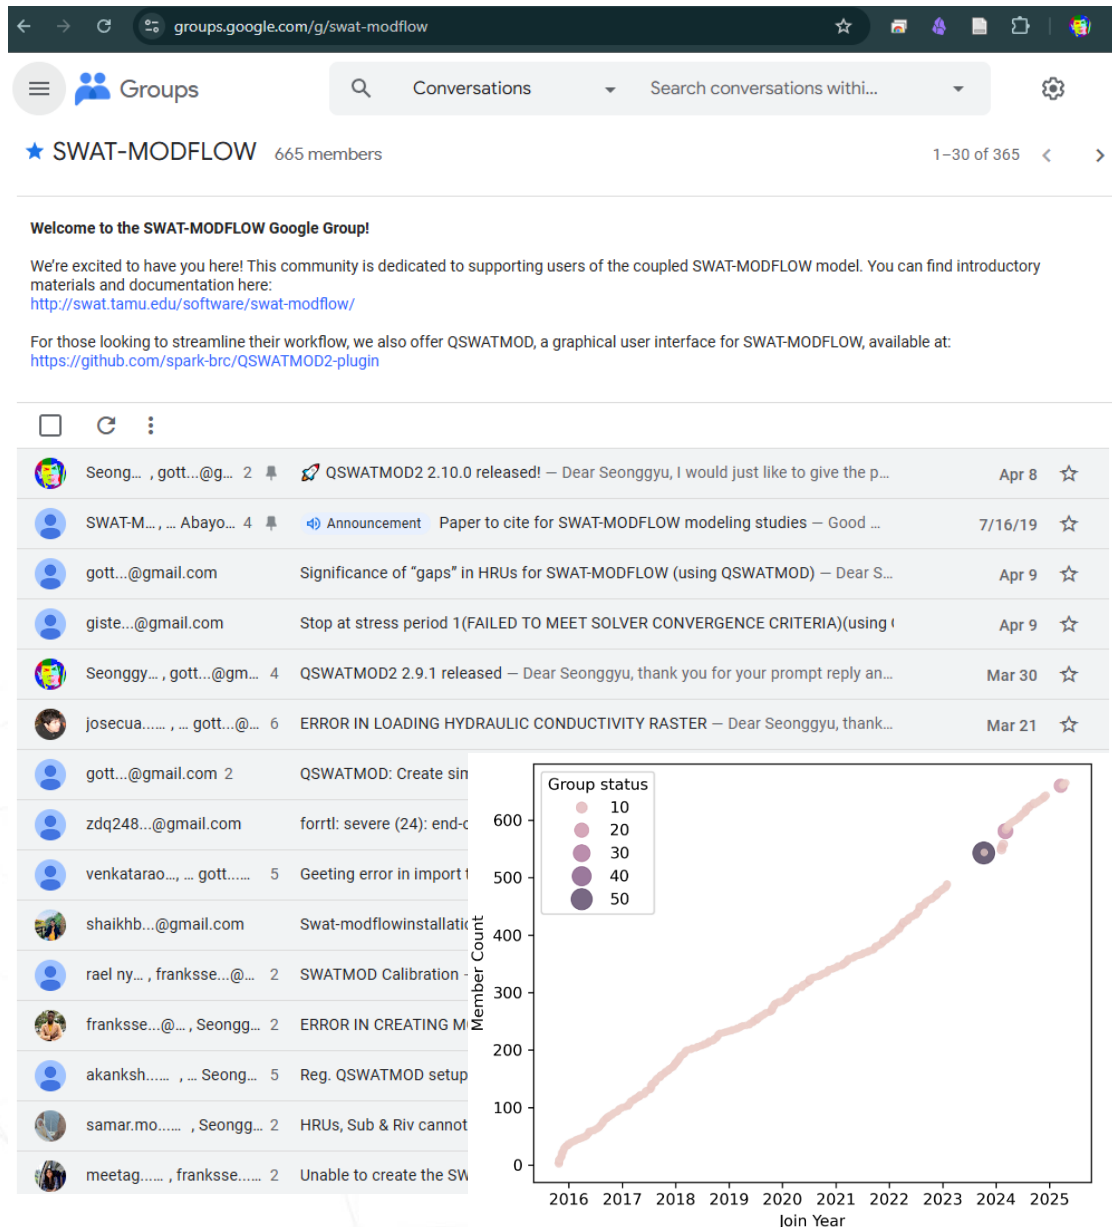 groups.google.com/g/swat-modflow
Groups
Conversations
Search conversations withi...
SWAT-MODFLOW 665 members
1–30 of 365
Welcome to the SWAT-MODFLOW Google Group!
We're excited to have you here! This community is dedicated to supporting users of the coupled SWAT-MODFLOW model. You can find introductory
materials and documentation here:
http://swat.tamu.edu/software/swat-modflow/
For those looking to streamline their workflow, we also offer QSWATMOD, a graphical user interface for SWAT-MODFLOW, available at:
https://github.com/spark-brc/QSWATMOD2-plugin
Seong... , gott...@g... 2 🚀 QSWATMOD2 2.10.0 released! — Dear Seonggyu, I would just like to give the p... Apr 8
SWAT-M..., ... Abayo... 4 Announcement Paper to cite for SWAT-MODFLOW modeling studies — Good ... 7/16/19
gott...@gmail.com Significance of “gaps” in HRUs for SWAT-MODFLOW (using QSWATMOD) — Dear S... Apr 9
giste...@gmail.com Stop at stress period 1(FAILED TO MEET SOLVER CONVERGENCE CRITERIA)(using Apr 9
Seonggy... , gott...@gm... 4 QSWATMOD2 2.9.1 released — Dear Seonggyu, thank you for your prompt reply an... Mar 30
josecua...... , ... gott...@... 6 ERROR IN LOADING HYDRAULIC CONDUCTIVITY RASTER — Dear Seonggyu, thank... Mar 21
gott...@gmail.com 2 QSWATMOD: Create sim
zdq248...@gmail.com forrtl: severe (24): end-o
venkatarao..., ... gott...... 5 Geeting error in import
shaikhb...@gmail.com Swat-modflowinstallatio
rael ny... , franksse...@... 2 SWATMOD Calibration
franksse...@... , Seongg... 2 ERROR IN CREATING M
akanksh...... , ... Seong... 5 Reg. QSWATMOD setup
samar.mo...... , Seongg... 2 HRUs, Sub & Riv cannot
meetag...... , franksse...... 2 Unable to create the SW
Group status
10
20
30
40
50
Member Count
600
500
400
300
200
100
0
2016 2017 2018 2019 2020 2021 2022 2023 2024 2025
Join Year